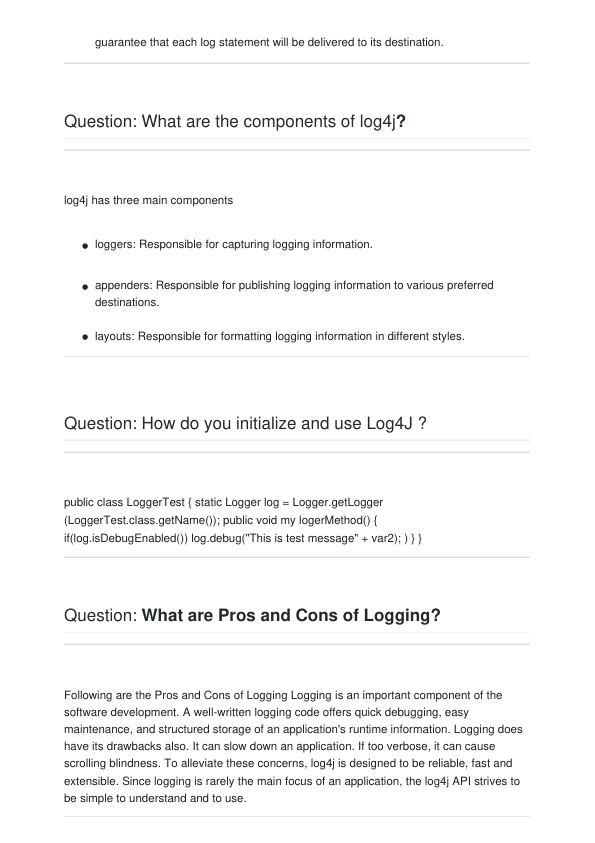 guarantee that each log statement will be delivered to its destination.
Question: What are the components of log4j?
log4j has three main components
● loggers: Responsible for capturing logging information.
● appenders: Responsible for publishing logging information to various preferred
destinations.
● layouts: Responsible for formatting logging information in different styles.
Question: How do you initialize and use Log4J ?
public class LoggerTest { static Logger log = Logger.getLogger
(LoggerTest.class.getName()); public void my logerMethod() {
if(log.isDebugEnabled()) log.debug("This is test message" + var2); ) } }
Question: What are Pros and Cons of Logging?
Following are the Pros and Cons of Logging Logging is an important component of the
software development. A well-written logging code offers quick debugging, easy
maintenance, and structured storage of an application's runtime information. Logging does
have its drawbacks also. It can slow down an application. If too verbose, it can cause
scrolling blindness. To alleviate these concerns, log4j is designed to be reliable, fast and
extensible. Since logging is rarely the main focus of an application, the log4j API strives to
be simple to understand and to use.